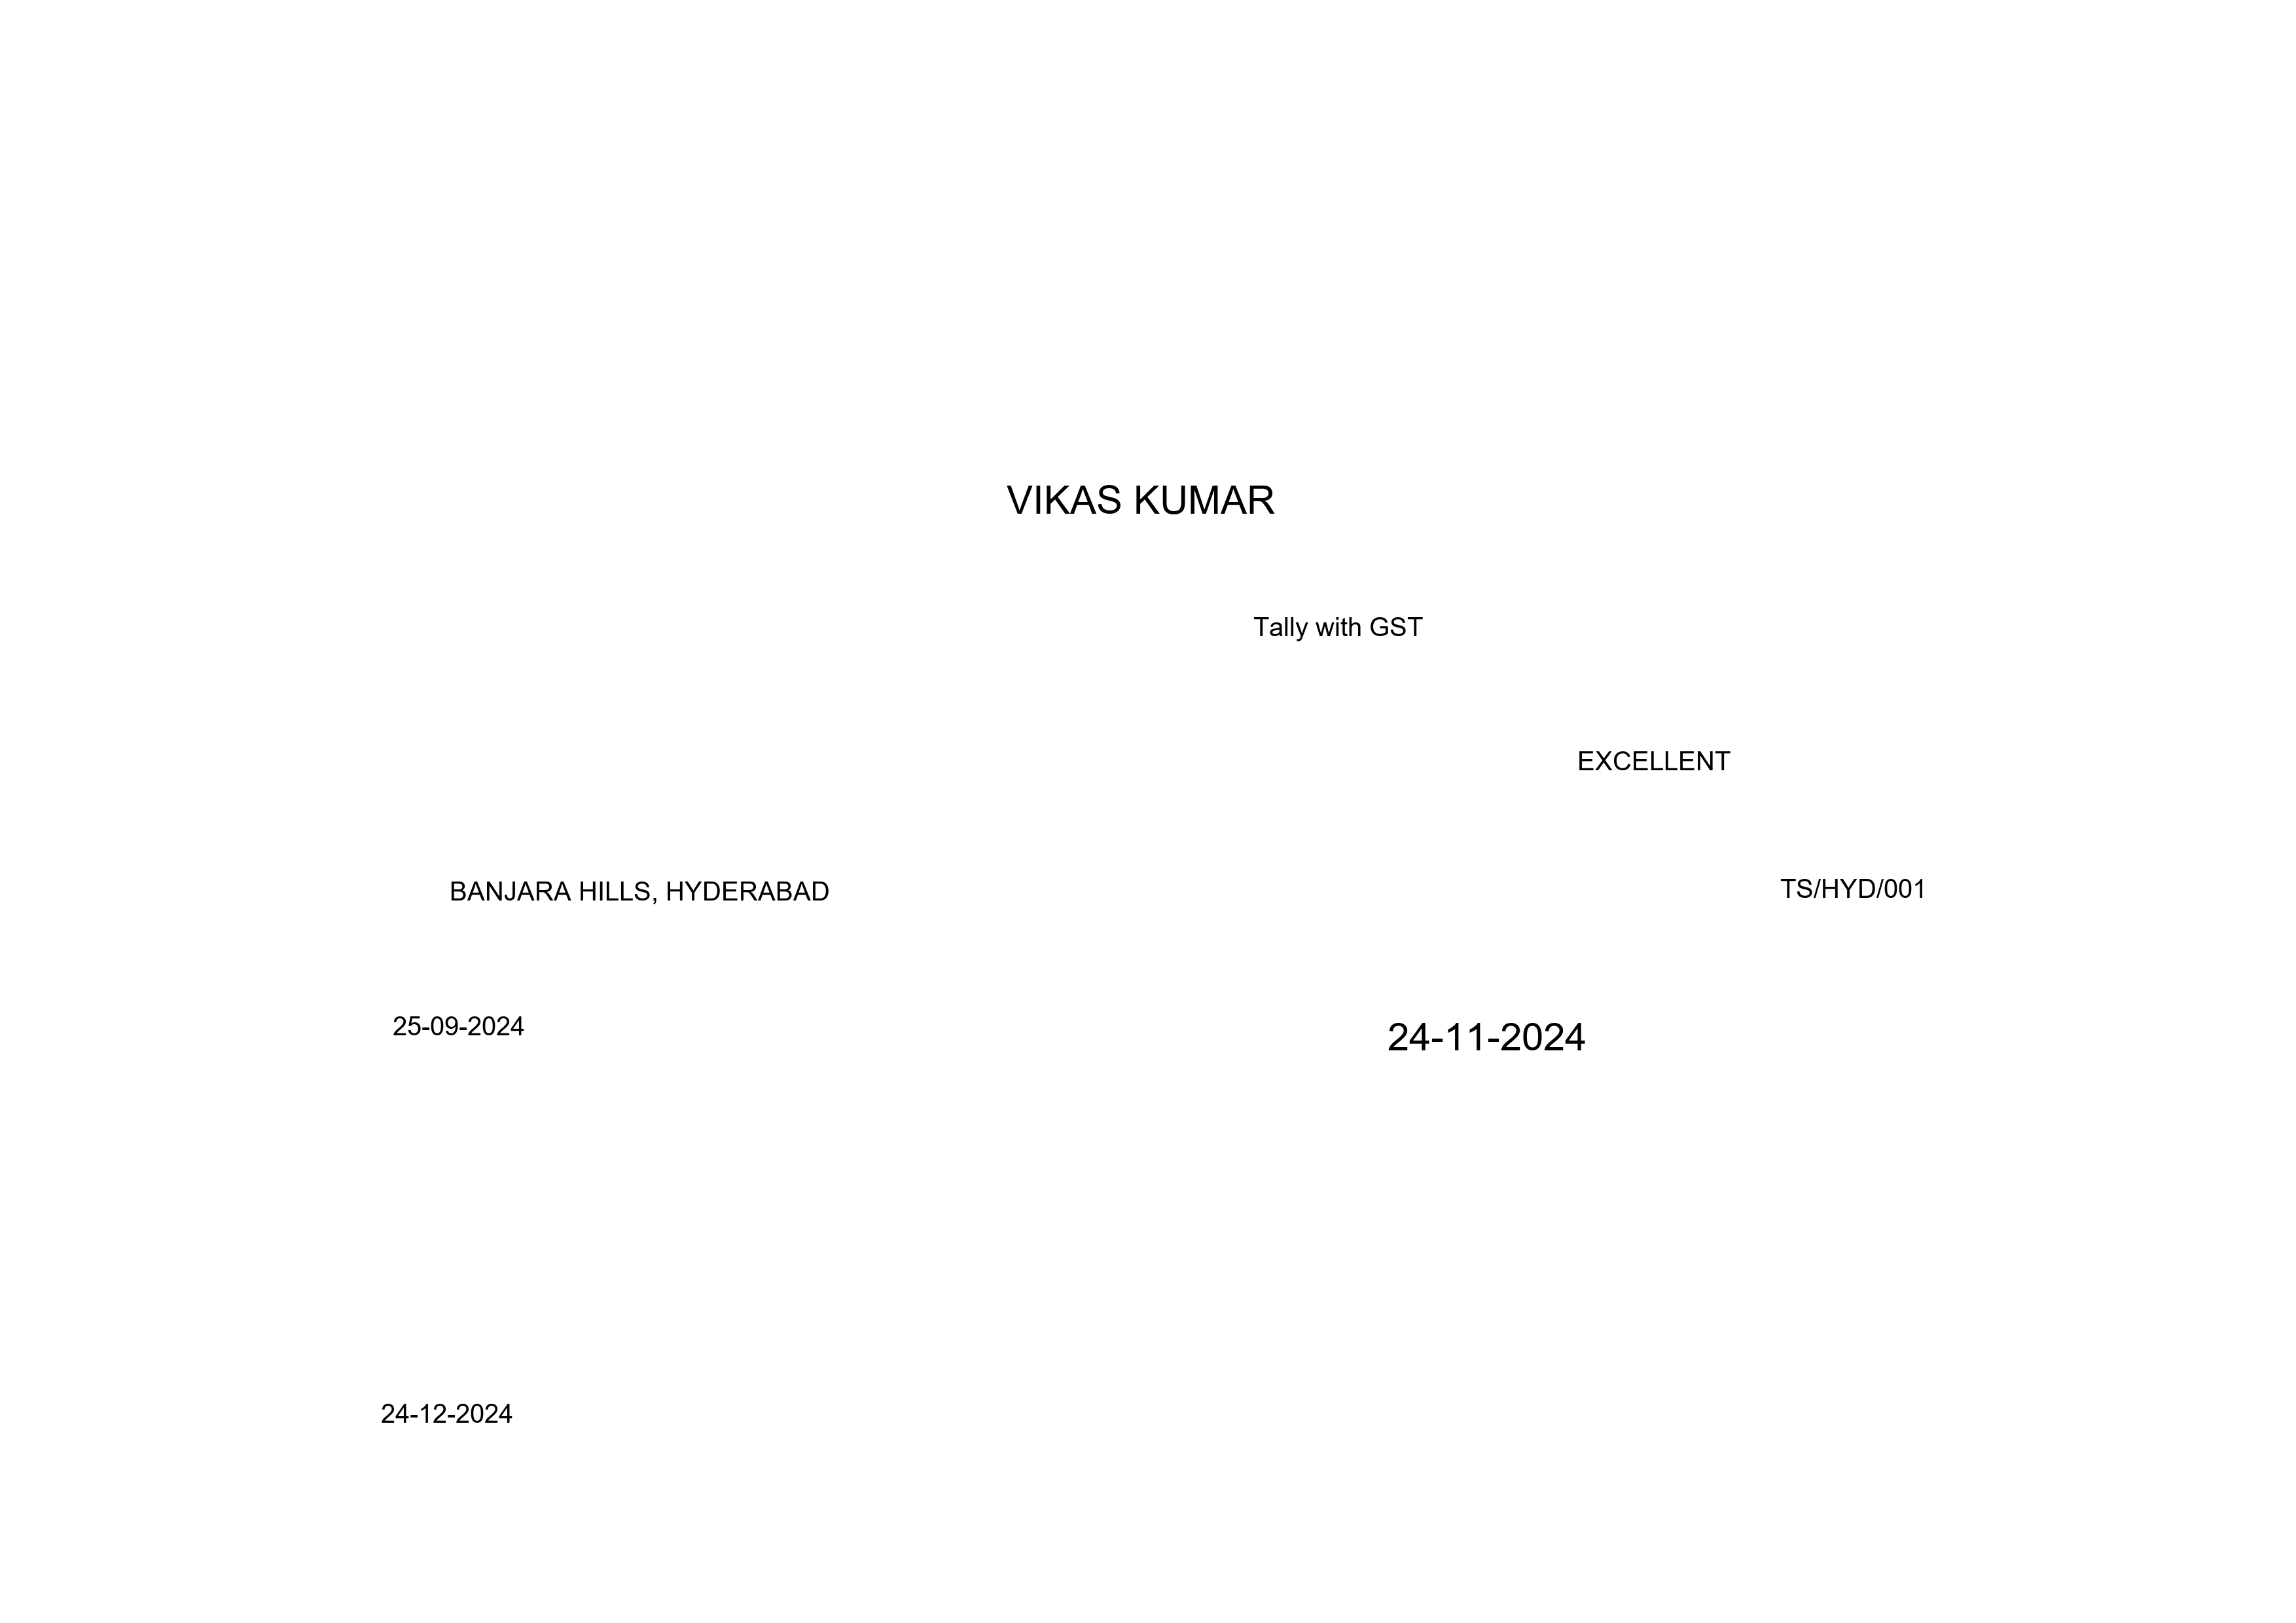 VIKAS KUMAR
Tally with GST
EXCELLENT
BANJARA HILLS, HYDERABAD
TS/HYD/001
25-09-2024
24-11-2024
24-12-2024